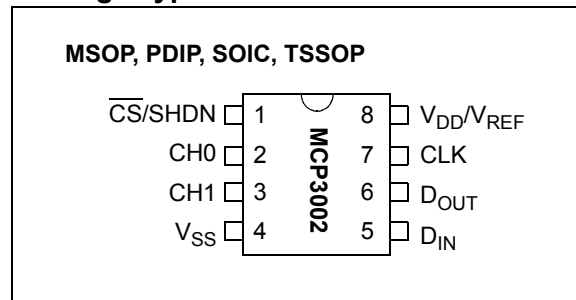 MSOP, PDIP, SOIC, TSSOP
C̅S̅/SHDN 1 8 VDD/VREF
CH0 2 7 CLK
CH1 3 6 DOUT
VSS 4 5 DIN
MCP3002